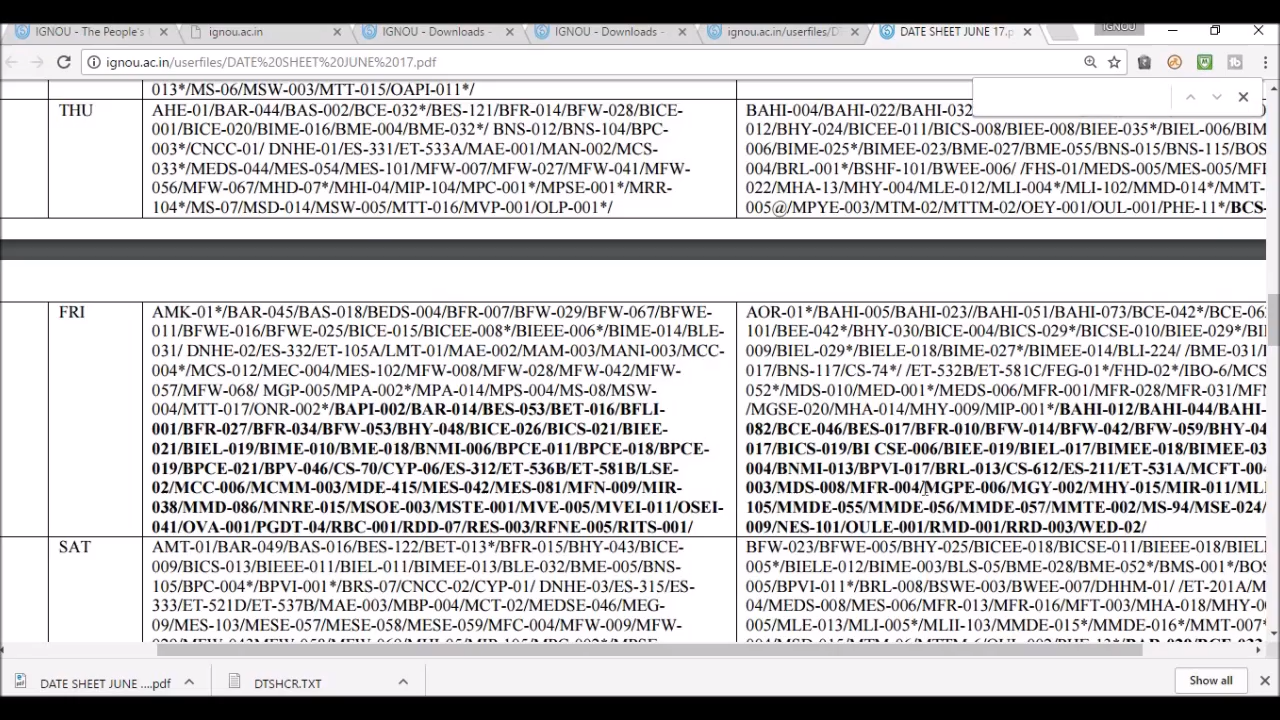 IGNOU
IGNOU - The People's
ignou.ac.in
IGNOU - Downloads -
IGNOU - Downloads -
ignou.ac.in/userfiles/D
DATE SHEET JUNE 17.p
ignou.ac.in/userfiles/DATE%20SHEET%20JUNE%2017.pdf
013*/MS-06/MSW-003/MTT-015/OAPI-011*/
THU
AHE-01/BAR-044/BAS-002/BCE-032*/BES-121/BFR-014/BFW-028/BICE-
001/BICE-020/BIME-016/BME-004/BME-032*/ BNS-012/BNS-104/BPC-
003*/CNCC-01/ DNHE-01/ES-331/ET-533A/MAE-001/MAN-002/MCS-
033*/MEDS-044/MES-054/MES-101/MFW-007/MFW-027/MFW-041/MFW-
056/MFW-067/MHD-07*/MHI-04/MIP-104/MPC-001*/MPSE-001*/MRR-
104*/MS-07/MSD-014/MSW-005/MTT-016/MVP-001/OLP-001*/
BAHI-004/BAHI-022/BAHI-032
012/BHY-024/BICEE-011/BICS-008/BIEE-008/BIEE-035*/BIEL-006/BIM
006/BIME-025*/BIMEE-023/BME-027/BME-055/BNS-015/BNS-115/BOS
004/BRL-001*/BSHF-101/BWEE-006/ /FHS-01/MEDS-005/MES-005/MFI
022/MHA-13/MHY-004/MLE-012/MLI-004*/MLI-102/MMD-014*/MMT-
005@/MPYE-003/MTM-02/MTTM-02/OEY-001/OUL-001/PHE-11*/BCS-
FRI
AMK-01*/BAR-045/BAS-018/BEDS-004/BFR-007/BFW-029/BFW-067/BFWE-
011/BFWE-016/BFWE-025/BICE-015/BICEE-008*/BIEEE-006*/BIME-014/BLE-
031/ DNHE-02/ES-332/ET-105A/LMT-01/MAE-002/MAM-003/MANI-003/MCC-
004*/MCS-012/MEC-004/MES-102/MFW-008/MFW-028/MFW-042/MFW-
057/MFW-068/ MGP-005/MPA-002*/MPA-014/MPS-004/MS-08/MSW-
004/MTT-017/ONR-002*/BAPI-002/BAR-014/BES-053/BET-016/BFLI-
001/BFR-027/BFR-034/BFW-053/BHY-048/BICE-026/BICS-021/BIEE-
021/BIEL-019/BIME-010/BME-018/BNMI-006/BPCE-011/BPCE-018/BPCE-
019/BPCE-021/BPV-046/CS-70/CYP-06/ES-312/ET-536B/ET-581B/LSE-
02/MCC-006/MCMM-003/MDE-415/MES-042/MES-081/MFN-009/MIR-
038/MMD-086/MNRE-015/MSOE-003/MSTE-001/MVE-005/MVEI-011/OSEI-
041/OVA-001/PGDT-04/RBC-001/RDD-07/RES-003/RFNE-005/RITS-001/
AOR-01*/BAHI-005/BAHI-023//BAHI-051/BAHI-073/BCE-042*/BCE-06
101/BEE-042*/BHY-030/BICE-004/BICS-029*/BICSE-010/BIEE-029*/BII
009/BIEL-029*/BIELE-018/BIME-027*/BIMEE-014/BLI-224/ /BME-031/I
017/BNS-117/CS-74*/ /ET-532B/ET-581C/FEG-01*/FHD-02*/IBO-6/MCS
052*/MDS-010/MED-001*/MEDS-006/MFR-001/MFR-028/MFR-031/MFN
/MGSE-020/MHA-014/MHY-009/MIP-001*/BAHI-012/BAHI-044/BAHI-
082/BCE-046/BES-017/BFR-010/BFW-014/BFW-042/BFW-059/BHY-04
017/BICS-019/BI CSE-006/BIEE-019/BIEL-017/BIMEE-018/BIMEE-03
004/BNMI-013/BPVI-017/BRL-013/CS-612/ES-211/ET-531A/MCFT-004
003/MDS-008/MFR-004/MGPE-006/MGY-002/MHY-015/MIR-011/MLI
105/MMDE-055/MMDE-056/MMDE-057/MMTE-002/MS-94/MSE-024/
009/NES-101/OULE-001/RMD-001/RRD-003/WED-02/
SAT
AMT-01/BAR-049/BAS-016/BES-122/BET-013*/BFR-015/BHY-043/BICE-
009/BICS-013/BIEEE-011/BIEL-011/BIMEE-013/BLE-032/BME-005/BNS-
105/BPC-004*/BPVI-001*/BRS-07/CNCC-02/CYP-01/ DNHE-03/ES-315/ES-
333/ET-521D/ET-537B/MAE-003/MBP-004/MCT-02/MEDSE-046/MEG-
09/MES-103/MESE-057/MESE-058/MESE-059/MFC-004/MFW-009/MFW-
BFW-023/BFWE-005/BHY-025/BICEE-018/BICSE-011/BIEEE-018/BIELI
005*/BIELE-012/BIME-003/BLS-05/BME-028/BME-052*/BMS-001*/BOS
005/BPVI-011*/BRL-008/BSWE-003/BWEE-007/DHHM-01/ /ET-201A/M
04/MEDS-008/MES-006/MFR-013/MFR-016/MFT-003/MHA-018/MHY-0
005/MLE-013/MLI-005*/MLII-103/MMDE-015*/MMDE-016*/MMT-007*
DATE SHEET JUNE ....pdf
DTSHCR.TXT
Show all